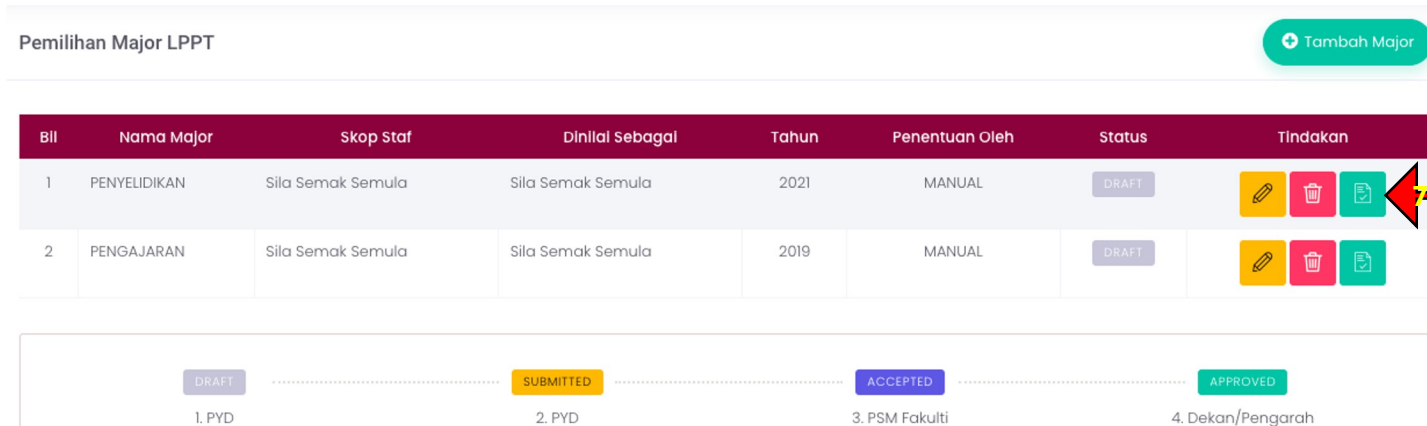 Pemilihan Major LPPT
Tambah Major
Bil Nama Major Skop Staf Dinilai Sebagai Tahun Penentuan Oleh Status Tindakan
1 PENYELIDIKAN Sila Semak Semula Sila Semak Semula 2021 MANUAL DRAFT
7
2 PENGAJARAN Sila Semak Semula Sila Semak Semula 2019 MANUAL DRAFT
DRAFT SUBMITTED ACCEPTED APPROVED
1. PYD 2. PYD 3. PSM Fakulti 4. Dekan/Pengarah